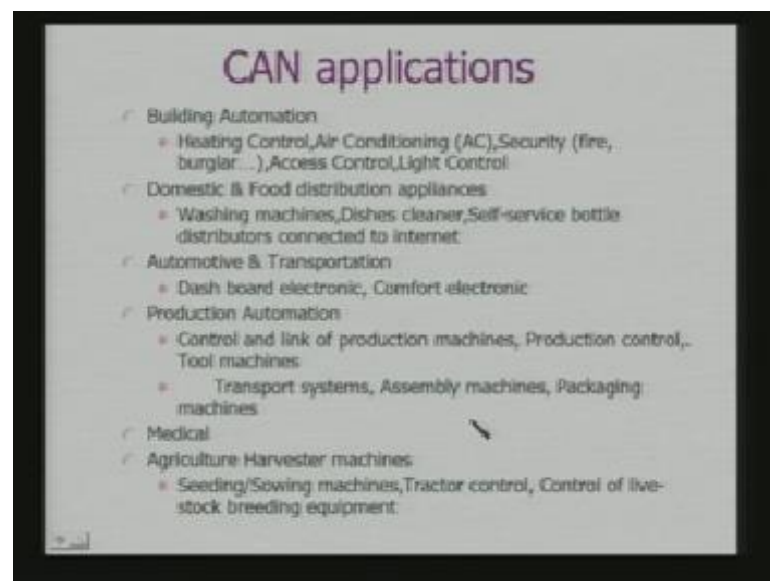 CAN applications
Building Automation
Heating Control,Air Conditioning (AC),Security (fire,
burglar...),Access Control,Light Control
Domestic & Food distribution appliances
Washing machines,Dishes cleaner,Self-service bottle
distributors connected to internet
Automotive & Transportation
Dash board electronic, Comfort electronic
Production Automation
Control and link of production machines, Production control,.
Tool machines
Transport systems, Assembly machines, Packaging
machines
Medical
Agriculture Harvester machines
Seeding/Sowing machines,Tractor control, Control of live-
stock breeding equipment